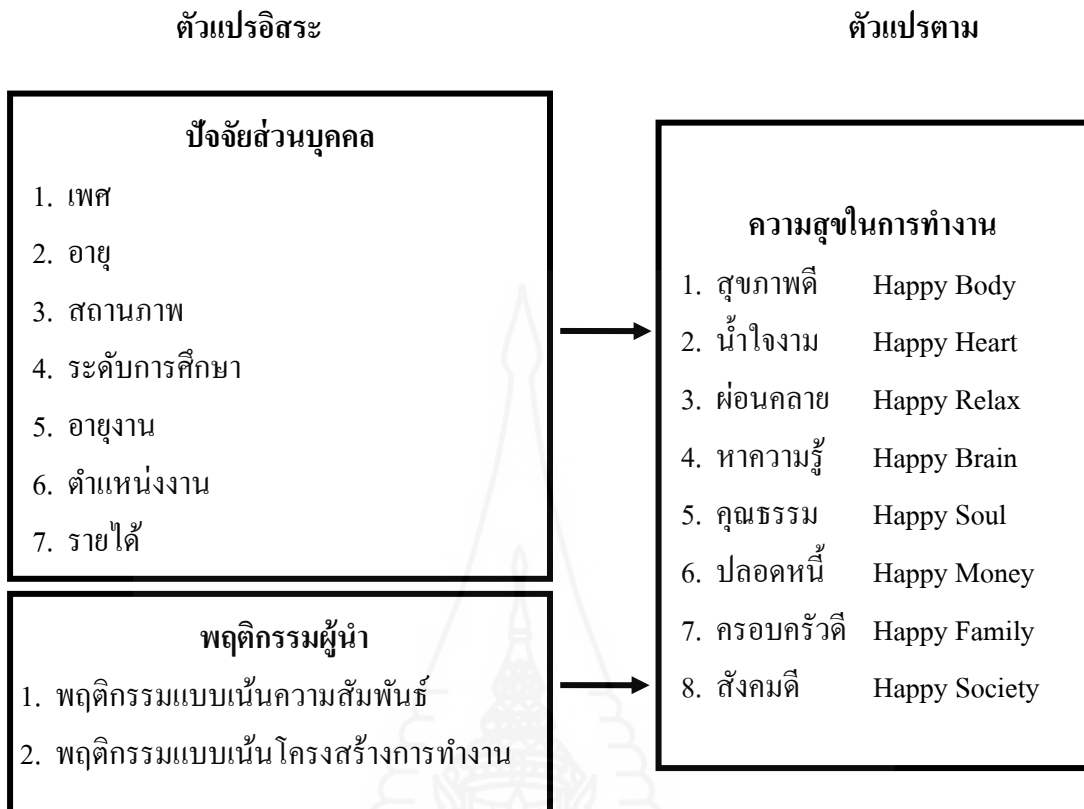 ตัวแปรอิสระ
ตัวแปรตาม
ปัจจัยส่วนบุคคล
1. เพศ
2. อายุ
3. สถานภาพ
4. ระดับการศึกษา
5. อายุงาน
6. ตำแหน่งงาน
7. รายได้
พฤติกรรมผู้นำ
1. พฤติกรรมแบบเน้นความสัมพันธ์
2. พฤติกรรมแบบเน้นโครงสร้างการทำงาน
ความสุขในการทำงาน
1. สุขภาพดี Happy Body
2. น้ำใจงาม Happy Heart
3. ผ่อนคลาย Happy Relax
4. หาความรู้ Happy Brain
5. คุณธรรม Happy Soul
6. ปลอดหนี้ Happy Money
7. ครอบครัวดี Happy Family
8. สังคมดี Happy Society